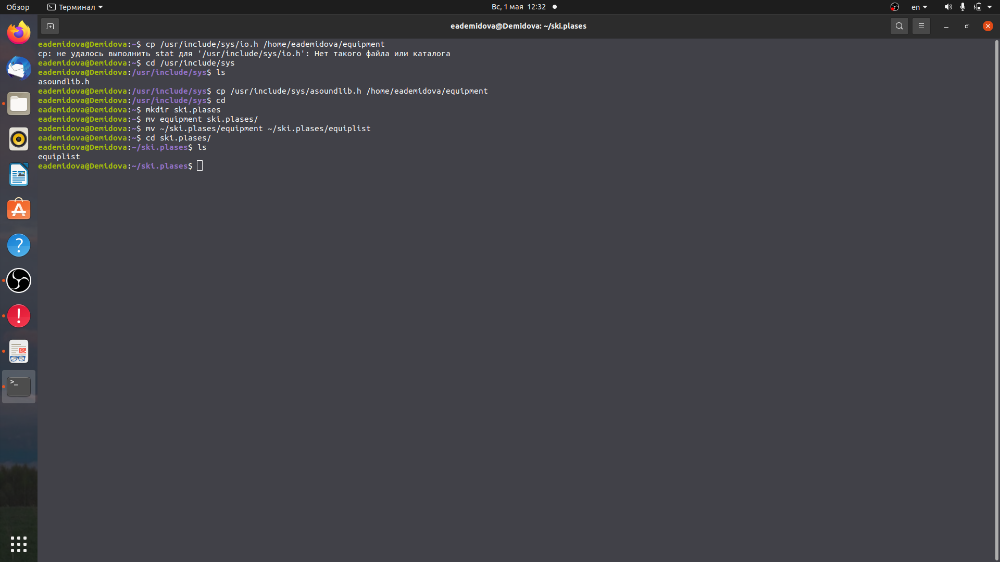 Обзор
Терминал
Вс, 1 мая 12:32
en
eademidova@Demidova: ~/ski.plases
eademidova@Demidova:~$ cp /usr/include/sys/io.h /home/eademidova/equipment
cp: не удалось выполнить stat для '/usr/include/sys/io.h': Нет такого файла или каталога
eademidova@Demidova:~$ cd /usr/include/sys
eademidova@Demidova:/usr/include/sys$ ls
asoundlib.h
eademidova@Demidova:/usr/include/sys$ cp /usr/include/sys/asoundlib.h /home/eademidova/equipment
eademidova@Demidova:/usr/include/sys$ cd
eademidova@Demidova:~$ mkdir ski.plases
eademidova@Demidova:~$ mv equipment ski.plases/
eademidova@Demidova:~$ mv ~/ski.plases/equipment ~/ski.plases/equiplist
eademidova@Demidova:~$ cd ski.plases/
eademidova@Demidova:~/ski.plases$ ls
equiplist
eademidova@Demidova:~/ski.plases$